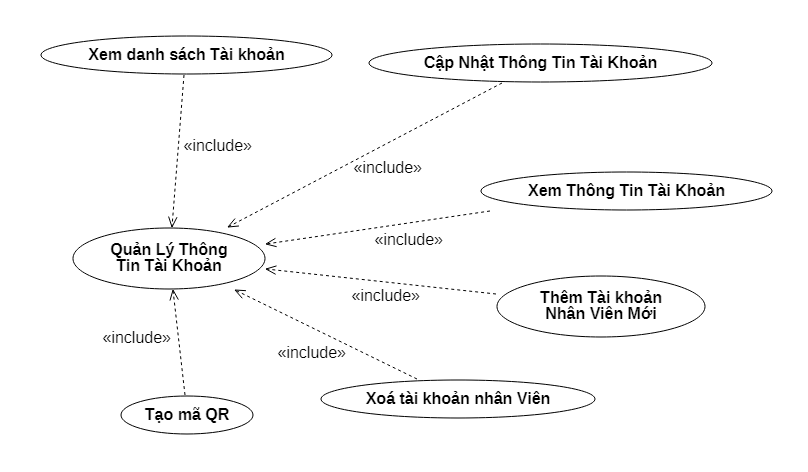 Xem danh sách Tài khoản
Cập Nhật Thông Tin Tài Khoản
«include»
«include»
Xem Thông Tin Tài Khoản
«include»
Quản Lý Thông
Tin Tài Khoản
«include»
Thêm Tài khoản
Nhân Viên Mới
«include»
«include»
Xoá tài khoản nhân Viên
Tạo mã QR